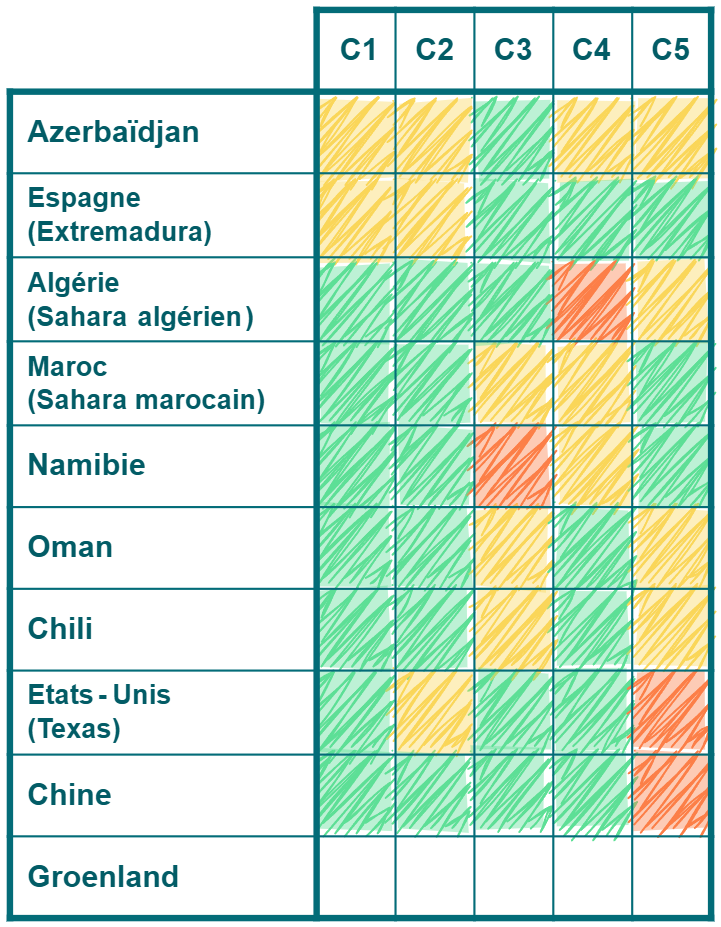 C1 C2 C3 C4 C5
Azerbaïdjan
Espagne
(Extremadura)
Algérie
(Sahara algérien)
Maroc
(Sahara marocain)
Namibie
Oman
Chili
Etats-Unis
(Texas)
Chine
Groenland